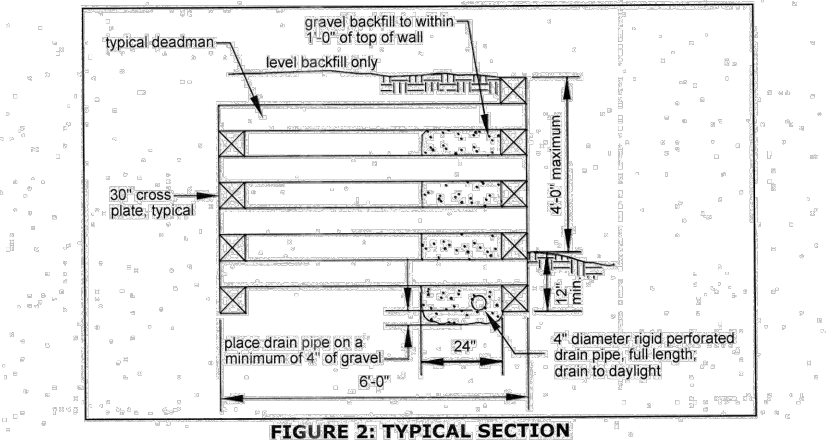 gravel backfill to within
1'-0" of top of wall
typical deadman
level backfill only
4'-0" maximum
30" cross
plate, typical
12"
min.
place drain pipe on a
minimum of 4" of gravel
24"
4" diameter rigid perforated
drain pipe, full length;
drain to daylight
6'-0"
FIGURE 2: TYPICAL SECTION